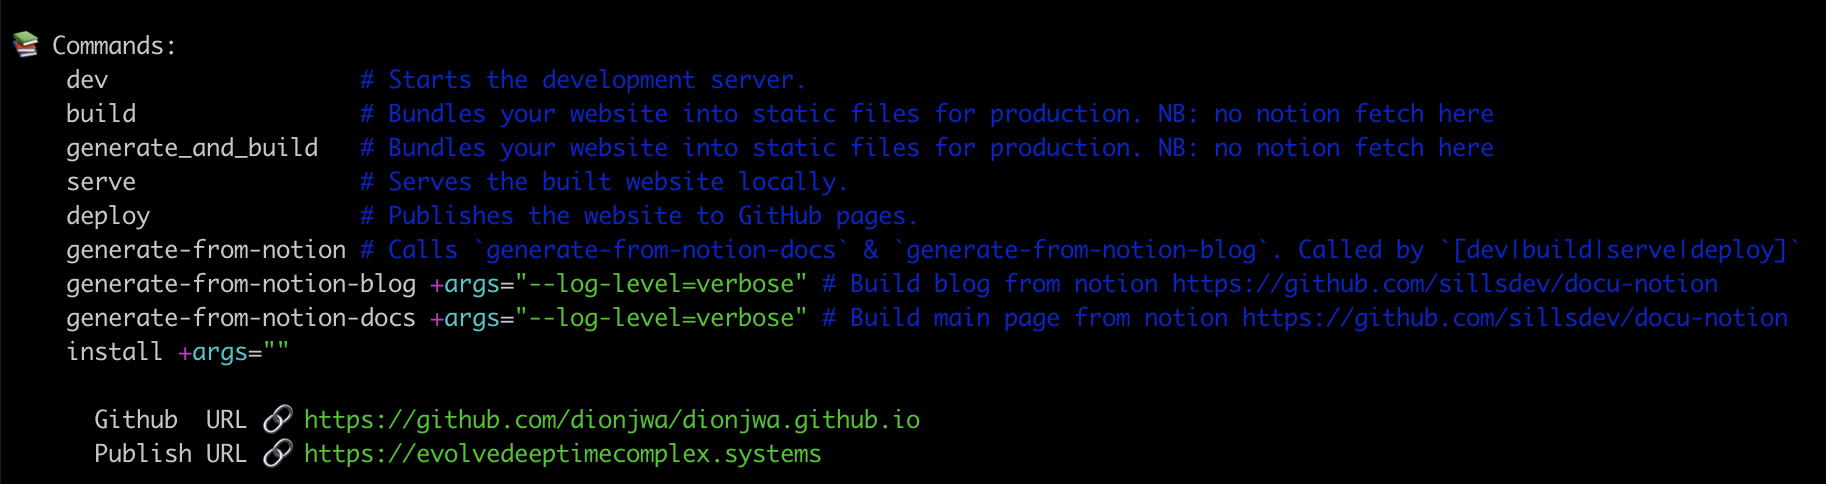 📚 Commands:
dev # Starts the development server.
build # Bundles your website into static files for production. NB: no notion fetch here
generate_and_build # Bundles your website into static files for production. NB: no notion fetch here
serve # Serves the built website locally.
deploy # Publishes the website to GitHub pages.
generate-from-notion # Calls `generate-from-notion-docs` & `generate-from-notion-blog`. Called by `[dev|build|serve|deploy]`
generate-from-notion-blog +args="--log-level=verbose" # Build blog from notion https://github.com/sillsdev/docu-notion
generate-from-notion-docs +args="--log-level=verbose" # Build main page from notion https://github.com/sillsdev/docu-notion
install +args=""
Github URL 🔗 https://github.com/dionjwa/dionjwa.github.io
Publish URL 🔗 https://evolvedeeptimecomplex.systems